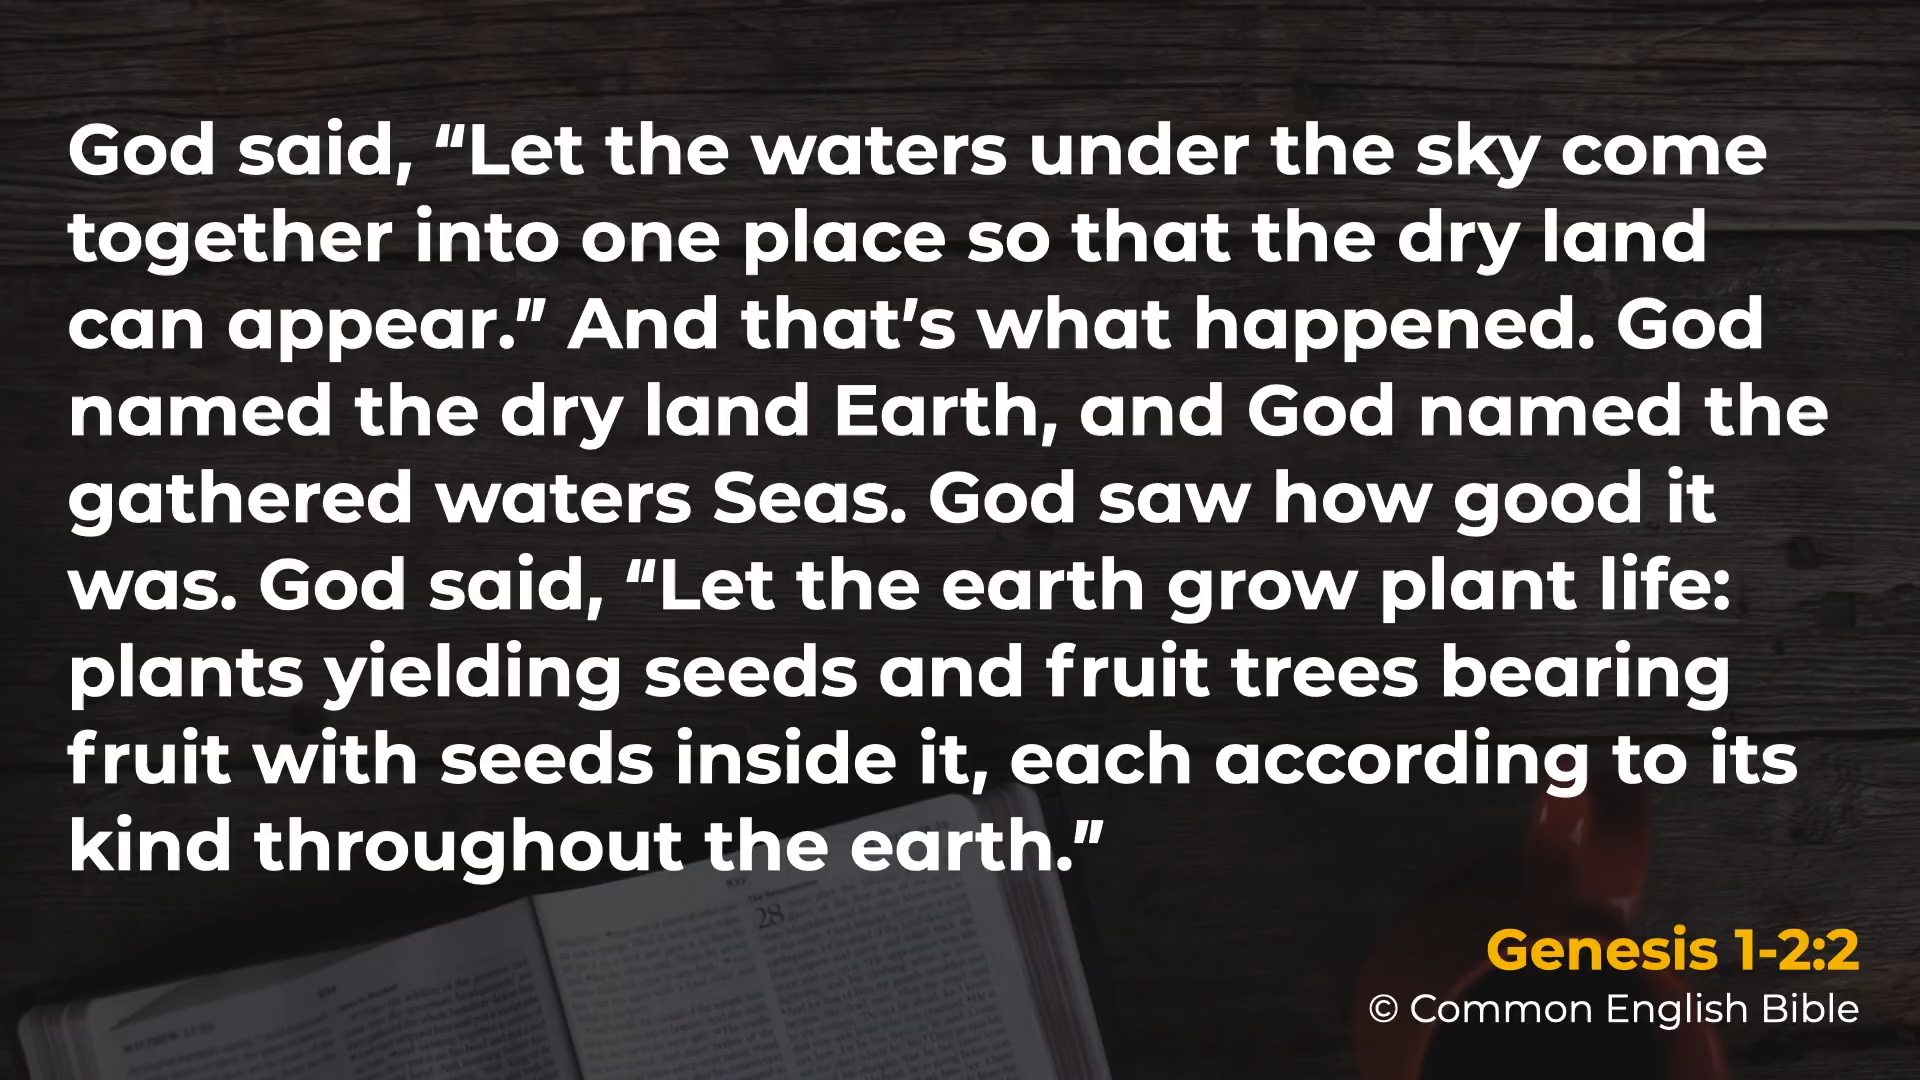 God said, “Let the waters under the sky come
together into one place so that the dry land
can appear.” And that’s what happened. God
named the dry land Earth, and God named the
gathered waters Seas. God saw how good it
was. God said, “Let the earth grow plant life:
plants yielding seeds and fruit trees bearing
fruit with seeds inside it, each according to its
kind throughout the earth.”
28
Genesis 1-2:2
© Common English Bible